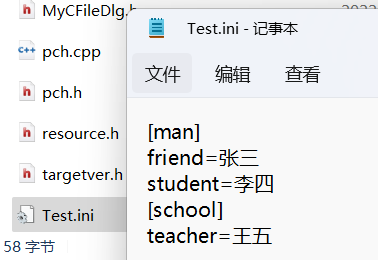 MyCFileDlg.h
pch.cpp
pch.h
resource.h
targetver.h
Test.ini
58 字节
Test.ini - 记事本
文件 编辑 查看
[man]
friend=张三
student=李四
[school]
teacher=王五